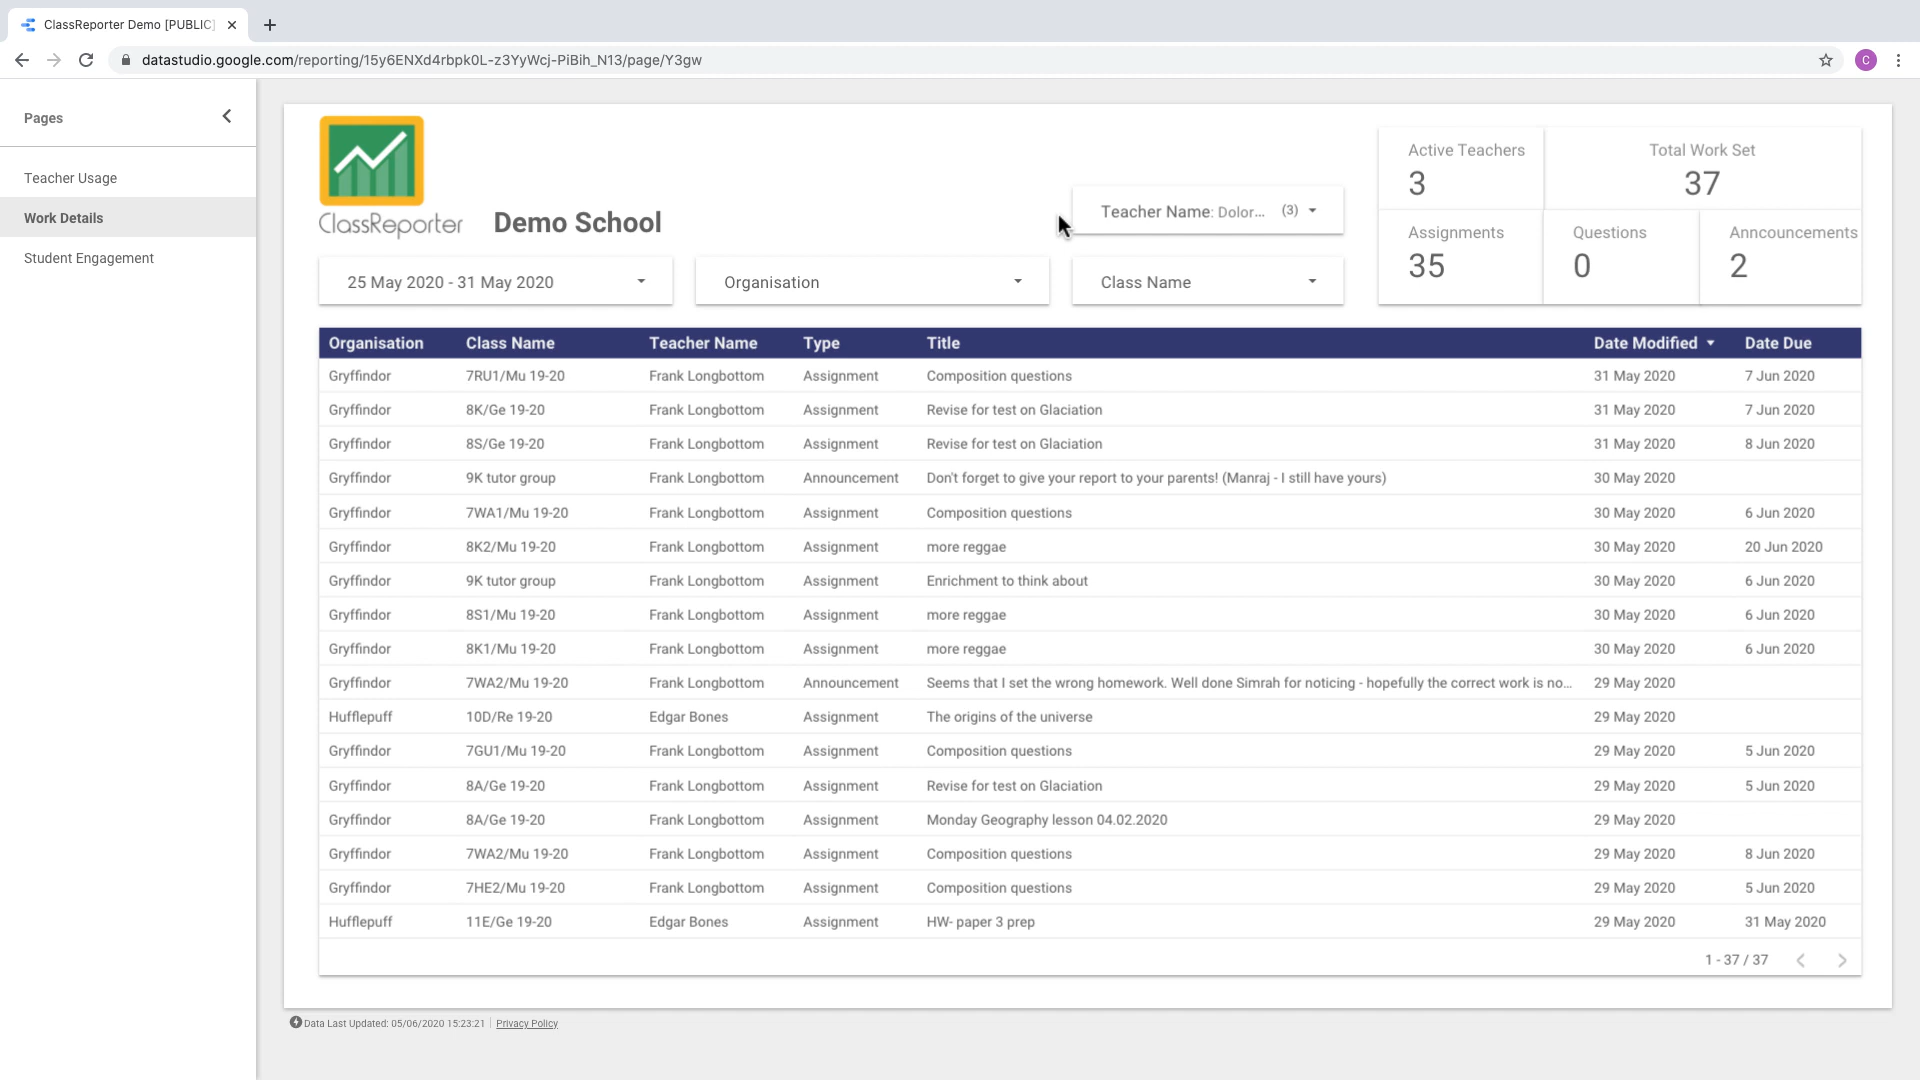 ClassReporter Demo [PUBLIC]
datastudio.google.com/reporting/15y6ENXd4rbpk0L-z3YyWcj-PiBih_N13/page/Y3gw
C
Pages
Teacher Usage
Work Details
Student Engagement
ClassReporter
Demo School
Teacher Name: Dolor... (3)
25 May 2020 - 31 May 2020
Organisation
Class Name
Active Teachers
3
Total Work Set
37
Assignments
35
Questions
0
Anncouncements
2
Organisation Class Name Teacher Name Type Title Date Modified Date Due
Gryffindor 7RU1/Mu 19-20 Frank Longbottom Assignment Composition questions 31 May 2020 7 Jun 2020
Gryffindor 8K/Ge 19-20 Frank Longbottom Assignment Revise for test on Glaciation 31 May 2020 7 Jun 2020
Gryffindor 8S/Ge 19-20 Frank Longbottom Assignment Revise for test on Glaciation 31 May 2020 8 Jun 2020
Gryffindor 9K tutor group Frank Longbottom Announcement Don't forget to give your report to your parents! (Manraj - I still have yours) 30 May 2020
Gryffindor 7WA1/Mu 19-20 Frank Longbottom Assignment Composition questions 30 May 2020 6 Jun 2020
Gryffindor 8K2/Mu 19-20 Frank Longbottom Assignment more reggae 30 May 2020 20 Jun 2020
Gryffindor 9K tutor group Frank Longbottom Assignment Enrichment to think about 30 May 2020 6 Jun 2020
Gryffindor 8S1/Mu 19-20 Frank Longbottom Assignment more reggae 30 May 2020 6 Jun 2020
Gryffindor 8K1/Mu 19-20 Frank Longbottom Assignment more reggae 30 May 2020 6 Jun 2020
Gryffindor 7WA2/Mu 19-20 Frank Longbottom Announcement Seems that I set the wrong homework. Well done Simrah for noticing - hopefully the correct work is no... 29 May 2020
Hufflepuff 10D/Re 19-20 Edgar Bones Assignment The origins of the universe 29 May 2020
Gryffindor 7GU1/Mu 19-20 Frank Longbottom Assignment Composition questions 29 May 2020 5 Jun 2020
Gryffindor 8A/Ge 19-20 Frank Longbottom Assignment Revise for test on Glaciation 29 May 2020 5 Jun 2020
Gryffindor 8A/Ge 19-20 Frank Longbottom Assignment Monday Geography lesson 04.02.2020 29 May 2020
Gryffindor 7WA2/Mu 19-20 Frank Longbottom Assignment Composition questions 29 May 2020 8 Jun 2020
Gryffindor 7HE2/Mu 19-20 Frank Longbottom Assignment Composition questions 29 May 2020 5 Jun 2020
Hufflepuff 11E/Ge 19-20 Edgar Bones Assignment HW- paper 3 prep 29 May 2020 31 May 2020
1 - 37 / 37
Data Last Updated: 05/06/2020 15:23:21 Privacy Policy